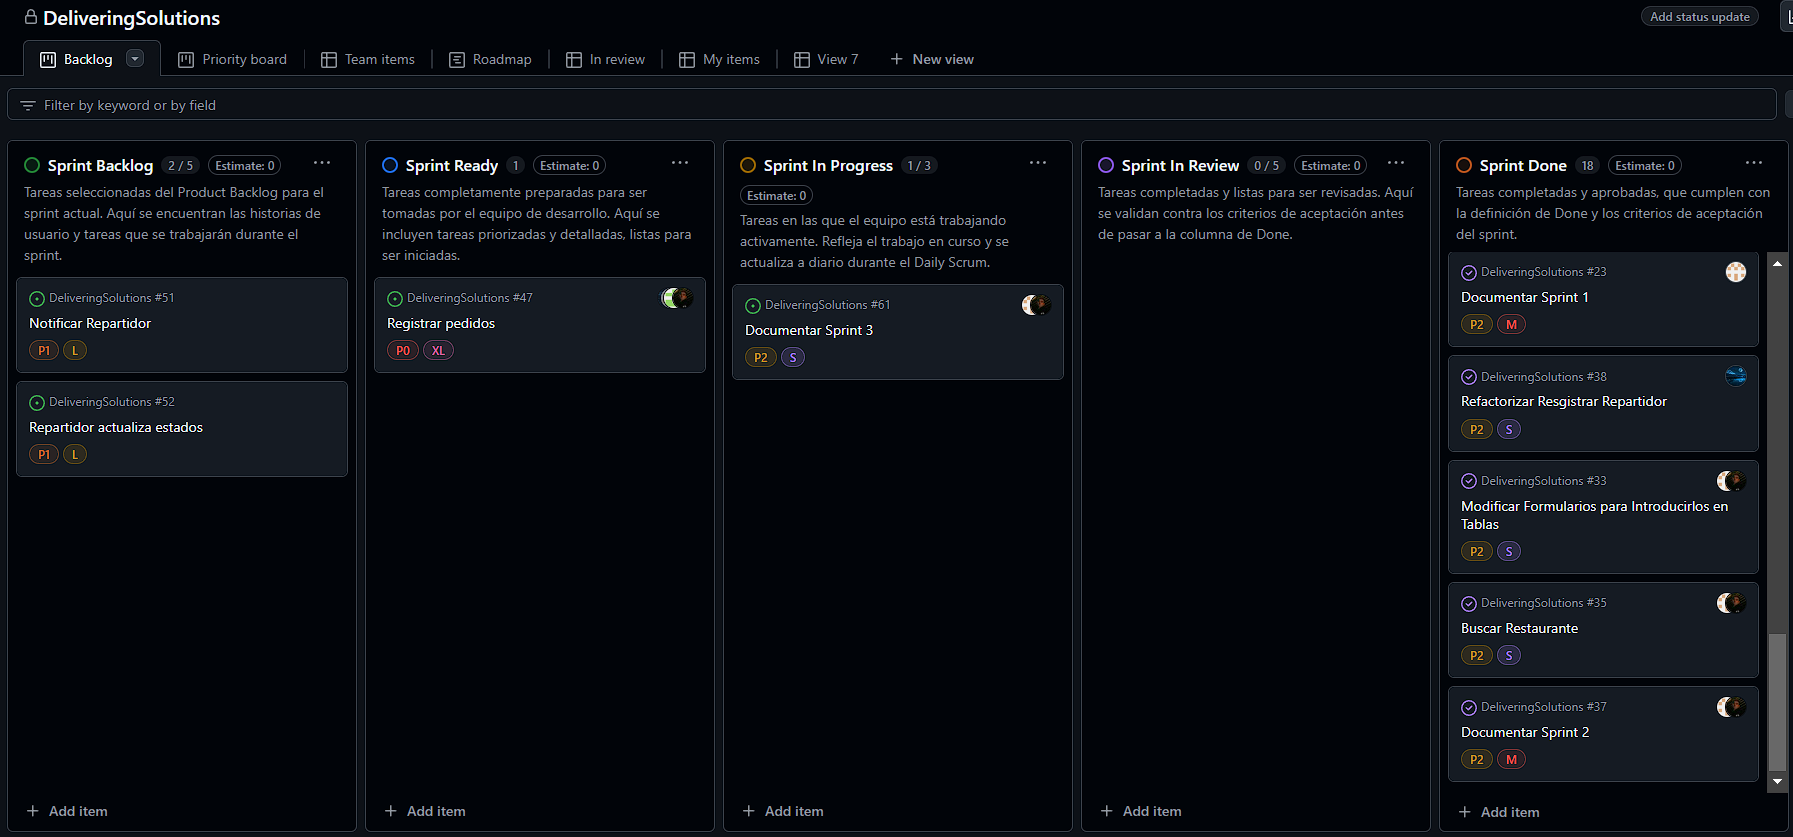 DeliveringSolutions
Add status update
Backlog
Priority board
Team items
Roadmap
In review
My items
View 7
New view
Filter by keyword or by field
Sprint Backlog 2 / 5 Estimate: 0
Tareas seleccionadas del Product Backlog para el
sprint actual. Aquí se encuentran las historias de
usuario y tareas que se trabajarán durante el
sprint.
DeliveringSolutions #51
Notificar Repartidor
P1 L
DeliveringSolutions #52
Repartidor actualiza estados
P1 L
Add item
Sprint Ready 1 Estimate: 0
Tareas completamente preparadas para ser
tomadas por el equipo de desarrollo. Aquí se
incluyen tareas priorizadas y detalladas, listas para
ser iniciadas.
DeliveringSolutions #47
Registrar pedidos
P0 XL
Add item
Sprint In Progress 1 / 3
Estimate: 0
Tareas en las que el equipo está trabajando
activamente. Refleja el trabajo en curso y se
actualiza a diario durante el Daily Scrum.
DeliveringSolutions #61
Documentar Sprint 3
P2 S
Add item
Sprint In Review 0 / 5 Estimate: 0
Tareas completadas y listas para ser revisadas. Aquí
se validan contra los criterios de aceptación antes
de pasar a la columna de Done.
Add item
Sprint Done 18 Estimate: 0
Tareas completadas y aprobadas, que cumplen con
la definición de Done y los criterios de aceptación
del sprint.
DeliveringSolutions #23
Documentar Sprint 1
P2 M
DeliveringSolutions #38
Refactorizar Resgistrar Repartidor
P2 S
DeliveringSolutions #33
Modificar Formularios para Introducirlos en
Tablas
P2 S
DeliveringSolutions #35
Buscar Restaurante
P2 S
DeliveringSolutions #37
Documentar Sprint 2
P2 M
Add item